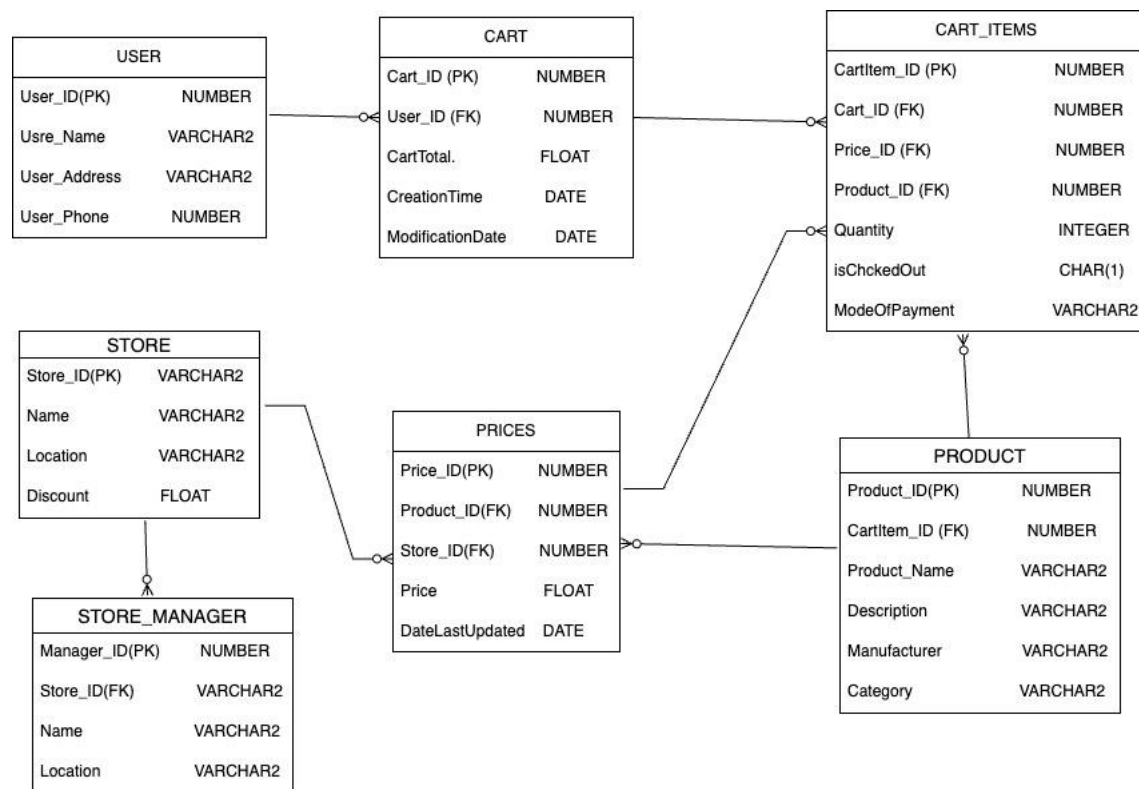 USER
User_ID(PK) NUMBER
Usre_Name VARCHAR2
User_Address VARCHAR2
User_Phone NUMBER
CART
Cart_ID (PK) NUMBER
User_ID (FK) NUMBER
CartTotal. FLOAT
CreationTime DATE
ModificationDate DATE
CART_ITEMS
CartItem_ID (PK) NUMBER
Cart_ID (FK) NUMBER
Price_ID (FK) NUMBER
Product_ID (FK) NUMBER
Quantity INTEGER
isChckedOut CHAR(1)
ModeOfPayment VARCHAR2
STORE
Store_ID(PK) VARCHAR2
Name VARCHAR2
Location VARCHAR2
Discount FLOAT
PRICES
Price_ID(PK) NUMBER
Product_ID(FK) NUMBER
Store_ID(FK) NUMBER
Price FLOAT
DateLastUpdated DATE
PRODUCT
Product_ID(PK) NUMBER
CartItem_ID (FK) NUMBER
Product_Name VARCHAR2
Description VARCHAR2
Manufacturer VARCHAR2
Category VARCHAR2
STORE_MANAGER
Manager_ID(PK) NUMBER
Store_ID(FK) VARCHAR2
Name VARCHAR2
Location VARCHAR2